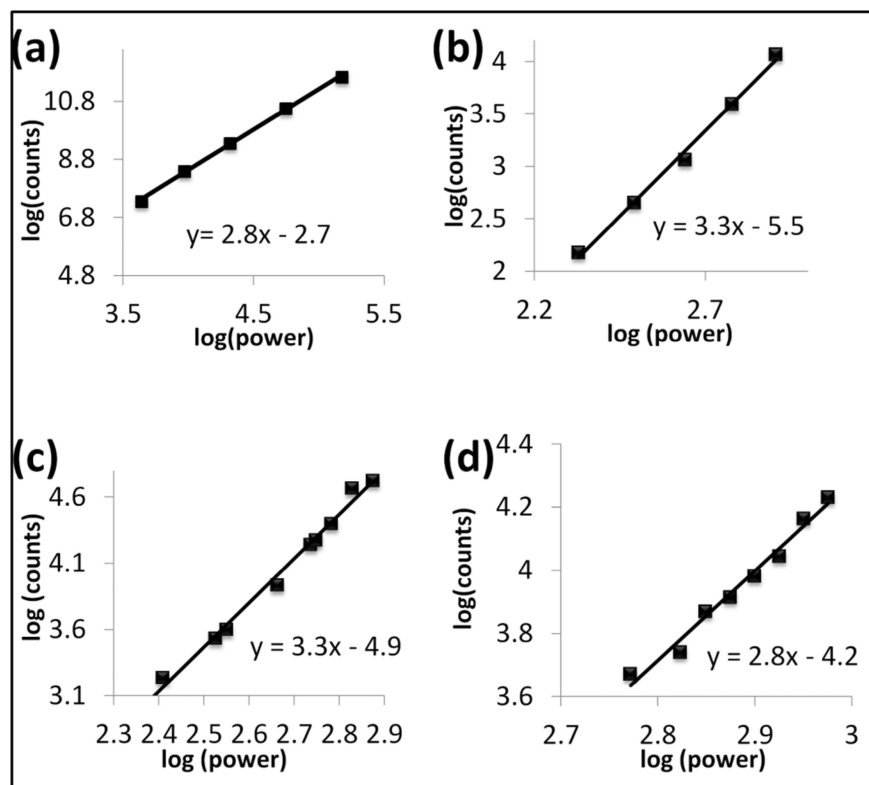 (a)
log(counts)
10.8
8.8
6.8
4.8
y= 2.8x - 2.7
3.5 4.5 5.5
log(power)
(b)
log(counts)
4
3.5
3
2.5
2
y = 3.3x - 5.5
2.2 2.7
log (power)
(c)
log (counts)
4.6
4.1
3.6
3.1
y = 3.3x - 4.9
2.3 2.4 2.5 2.6 2.7 2.8 2.9
log (power)
(d)
log(counts)
4.4
4.2
4
3.8
3.6
y = 2.8x - 4.2
2.7 2.8 2.9 3
log (power)